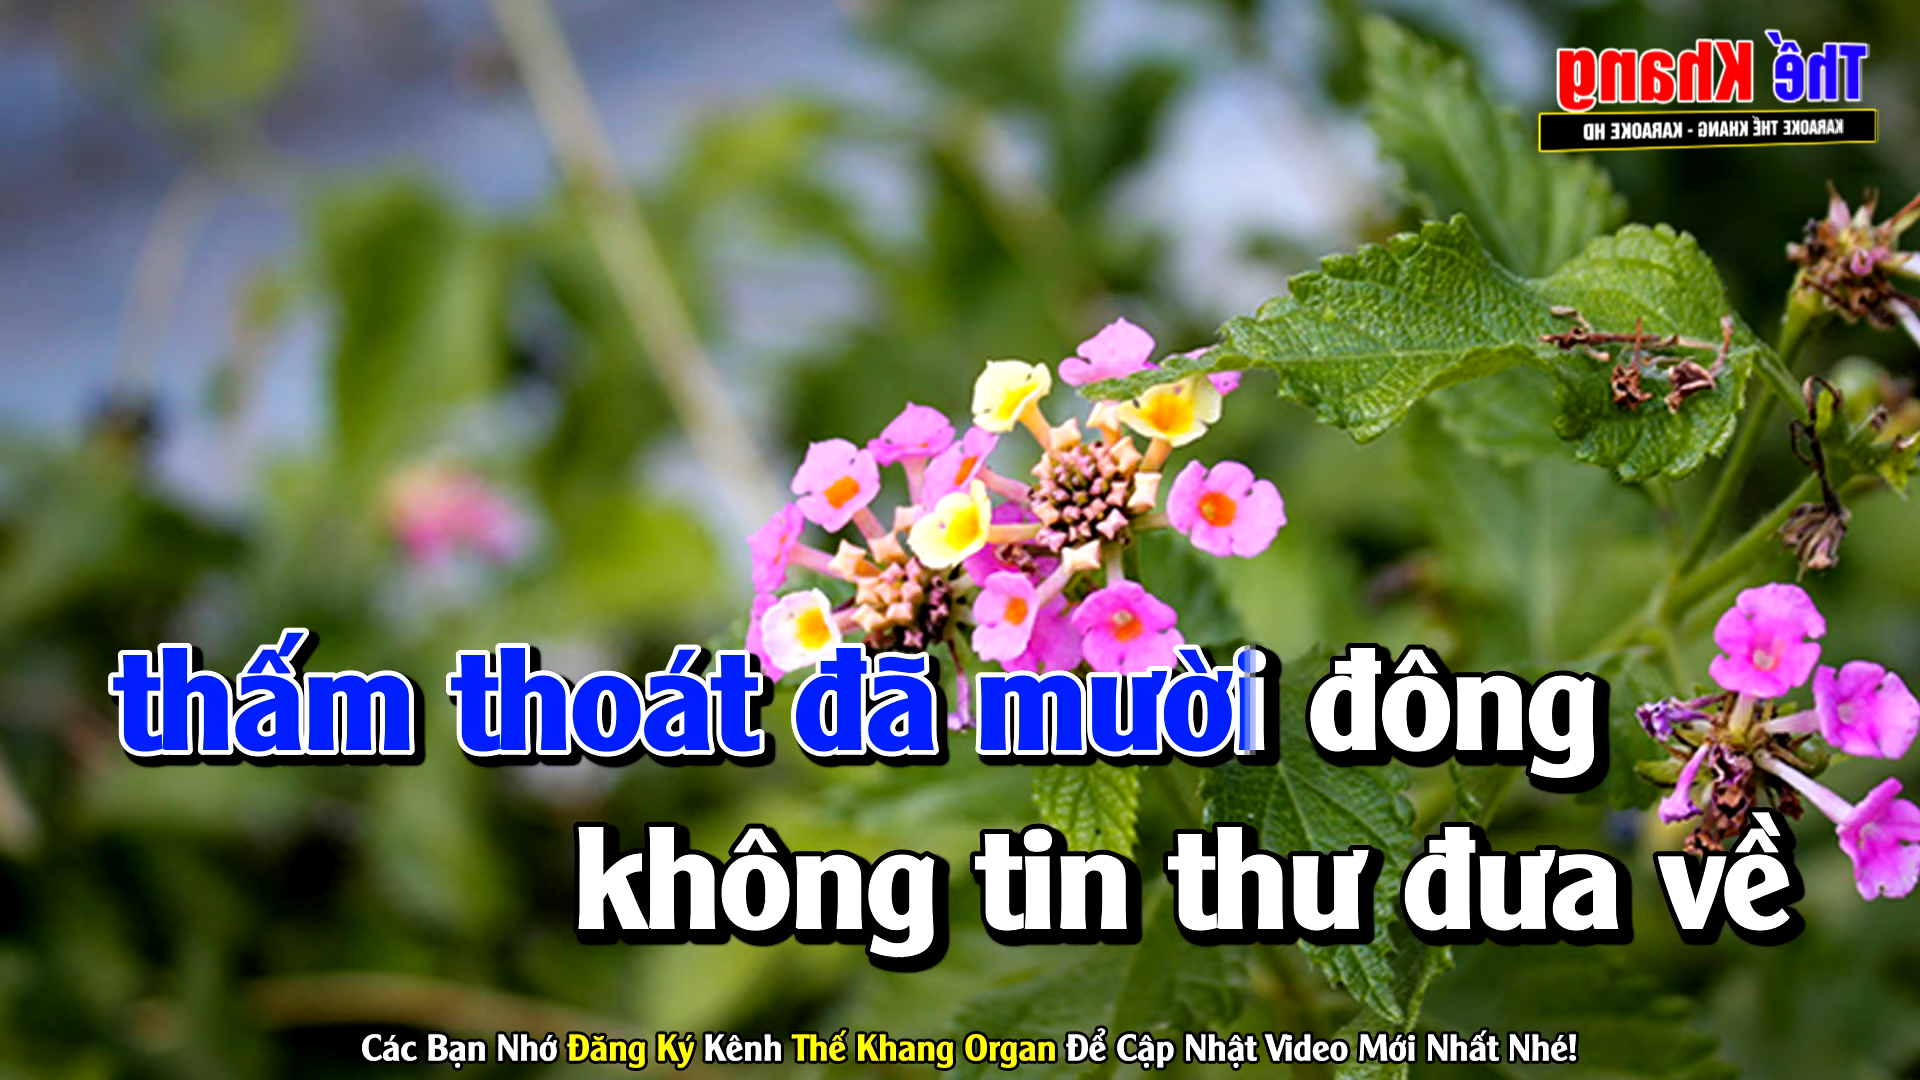 Thế Khang
KARAOKE THẾ KHANG - KARAOKE HD
thấm thoát đã mười đông
không tin thư đưa về
Các Bạn Nhớ Đăng Ký Kênh Thế Khang Organ Để Cập Nhật Video Mới Nhất Nhé!